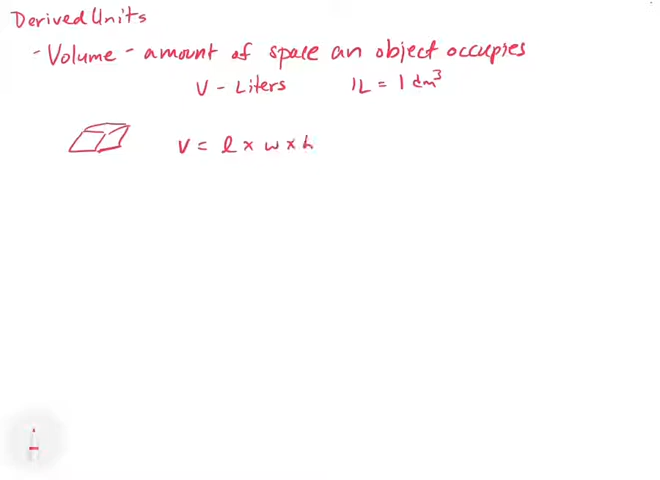 Derived Units
- Volume - amount of space an object occupies
V - Liters 1L = 1 dm³
V = l × w × h